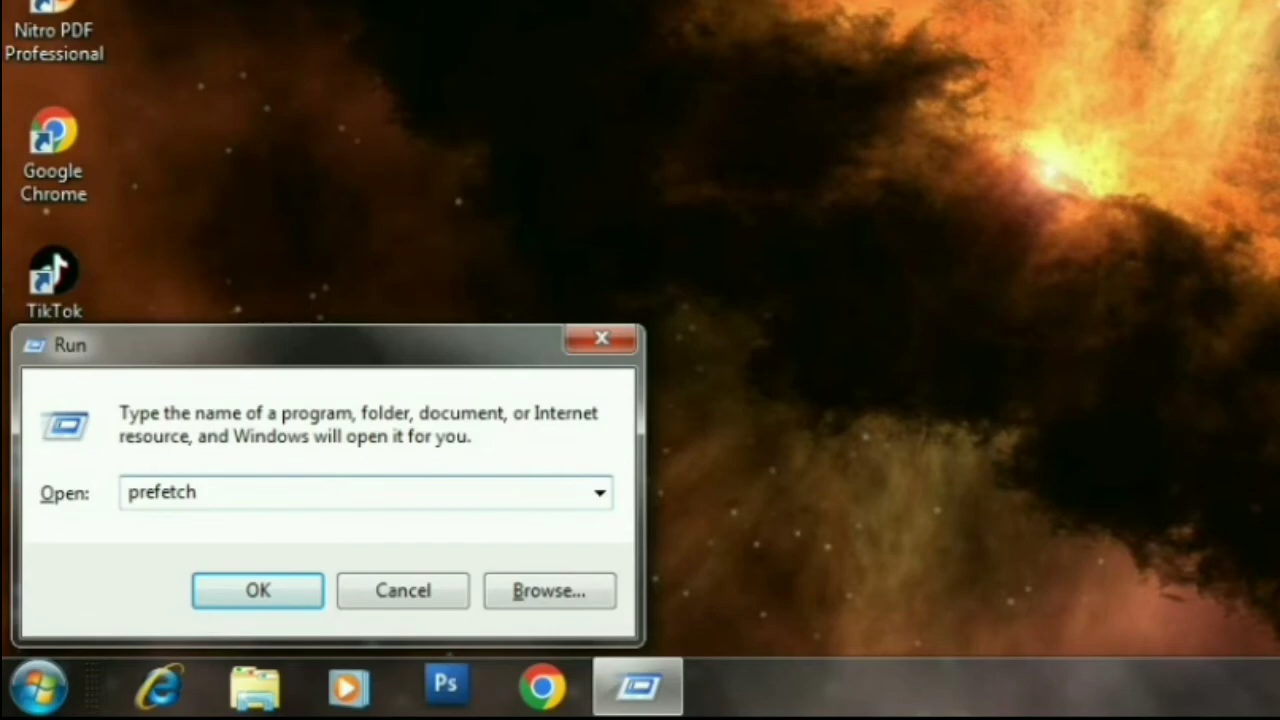 Nitro PDF
Professional
Google
Chrome
TikTok
Run
Type the name of a program, folder, document, or Internet
resource, and Windows will open it for you.
Open: prefetch
OK Cancel Browse...
Ps